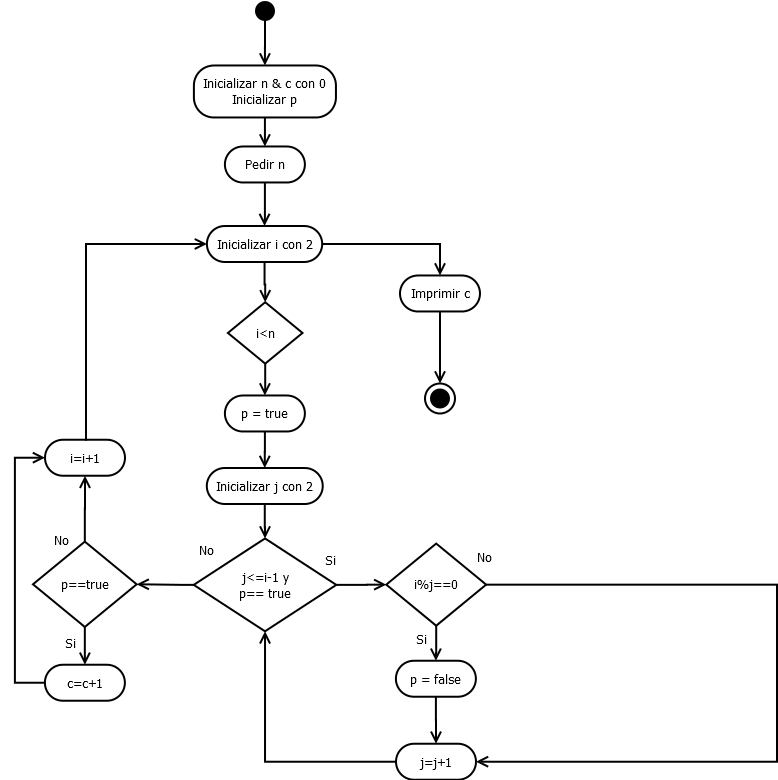 Inicializar n & c con 0
Inicializar p
Pedir n
Inicializar i con 2
Imprimir c
i<n
p = true
i=i+1
Inicializar j con 2
No
No
Si
No
p==true
j<=i-1 y
p== true
i%j==0
Si
Si
c=c+1
p = false
j=j+1